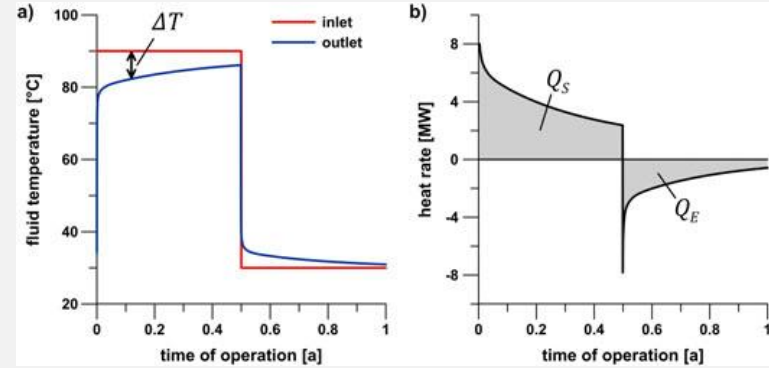 a)
100
80
60
40
20
fluid temperature [°C]
ΔT
inlet
outlet
0
0.2
0.4
0.6
0.8
1
time of operation [a]
b)
8
4
0
-4
-8
heat rate [MW]
Q_S
Q_E
0
0.2
0.4
0.6
0.8
1
time of operation [a]